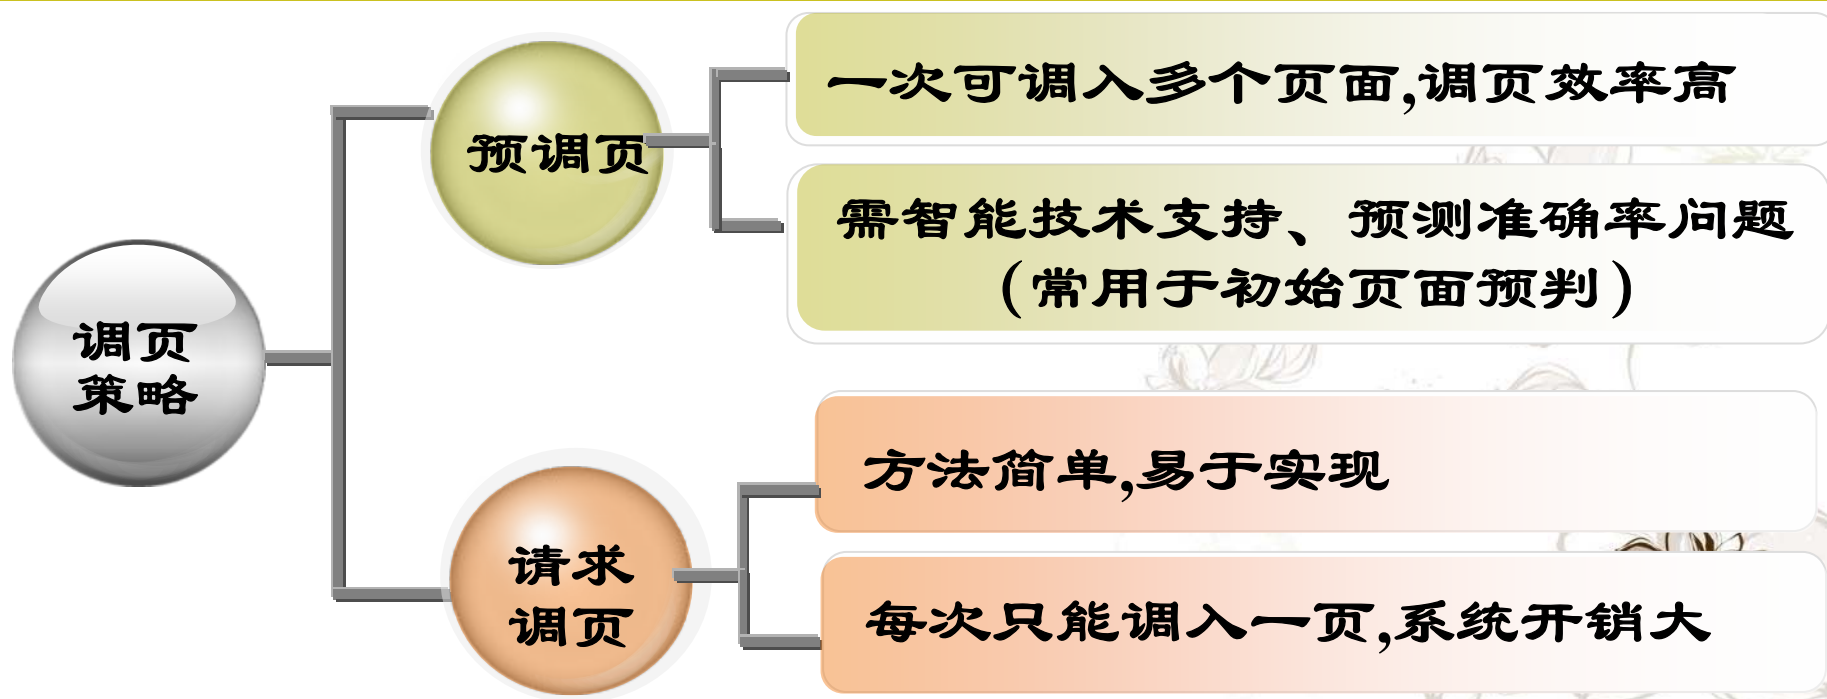 调页
策略
预调页
一次可调入多个页面,调页效率高
需智能技术支持、预测准确率问题
(常用于初始页面预判)
请求
调页
方法简单,易于实现
每次只能调入一页,系统开销大